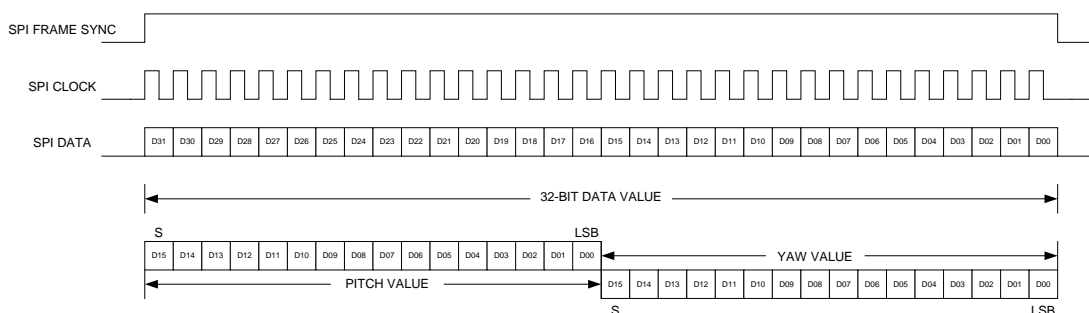 SPI FRAME SYNC
SPI CLOCK
SPI DATA D31 D30 D29 D28 D27 D26 D25 D24 D23 D22 D21 D20 D19 D18 D17 D16 D15 D14 D13 D12 D11 D10 D09 D08 D07 D06 D05 D04 D03 D02 D01 D00
32-BIT DATA VALUE
S LSB
D15 D14 D13 D12 D11 D10 D09 D08 D07 D06 D05 D04 D03 D02 D01 D00 YAW VALUE
PITCH VALUE D15 D14 D13 D12 D11 D10 D09 D08 D07 D06 D05 D04 D03 D02 D01 D00
S LSB